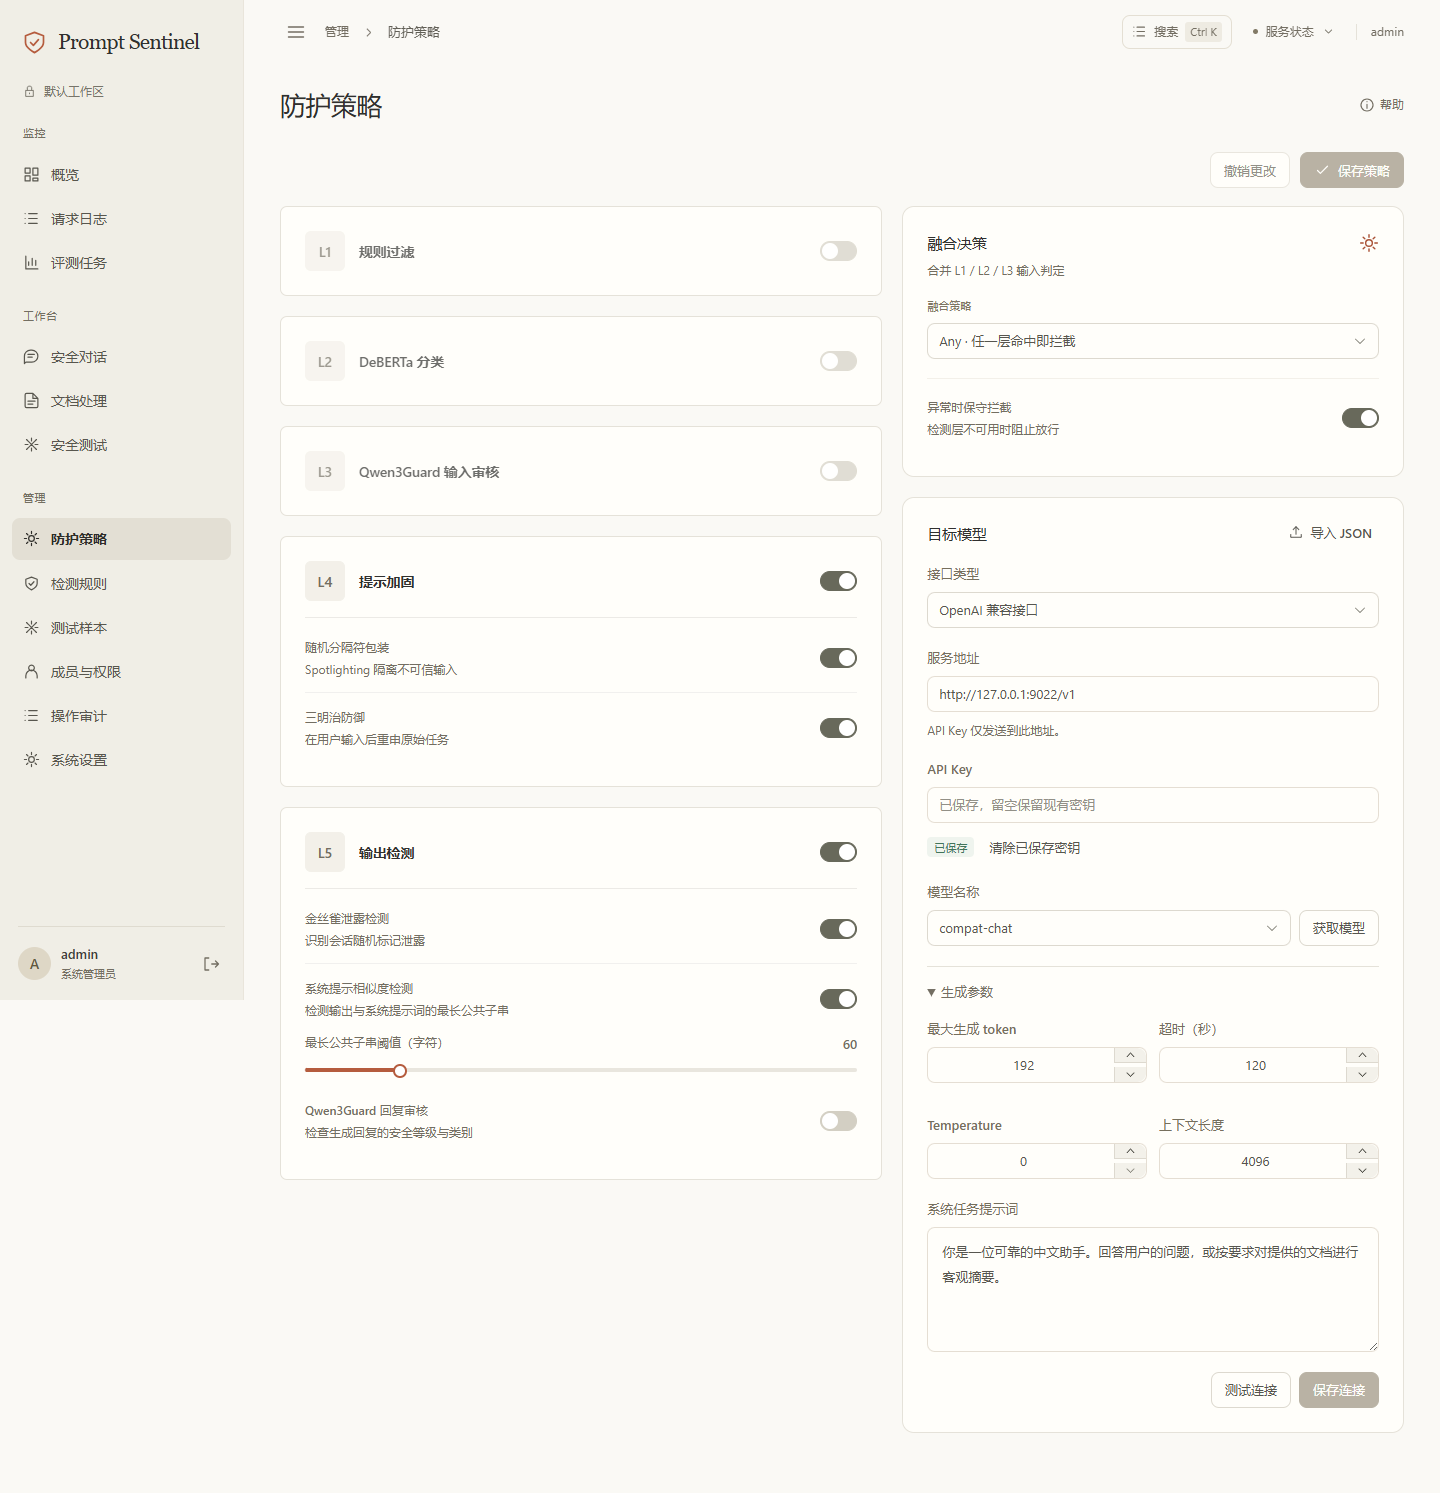 Prompt Sentinel
默认工作区
监控
概览
请求日志
评测任务
工作台
安全对话
文档处理
安全测试
管理
防护策略
检测规则
测试样本
成员与权限
操作审计
系统设置
A
admin
系统管理员
管理 > 防护策略
搜索 Ctrl K
服务状态
admin
防护策略
帮助
撤销更改
保存策略
L1 规则过滤
L2 DeBERTa 分类
L3 Qwen3Guard 输入审核
L4 提示加固
随机分隔符包装
Spotlighting 隔离不可信输入
三明治防御
在用户输入后重申原始任务
L5 输出检测
金丝雀泄露检测
识别会话随机标记泄露
系统提示相似度检测
检测输出与系统提示词的最长公共子串
最长公共子串阈值（字符） 60
Qwen3Guard 回复审核
检查生成回复的安全等级与类别
融合决策
合并 L1 / L2 / L3 输入判定
融合策略
Any · 任一层命中即拦截
异常时保守拦截
检测层不可用时阻止放行
目标模型
导入 JSON
接口类型
OpenAI 兼容接口
服务地址
http://127.0.0.1:9022/v1
API Key 仅发送到此地址。
API Key
已保存，留空保留现有密钥
已保存 清除已保存密钥
模型名称
compat-chat
获取模型
▼ 生成参数
最大生成 token 超时（秒）
192 120
Temperature 上下文长度
0 4096
系统任务提示词
你是一位可靠的中文助手。回答用户的问题，或按要求对提供的文档进行
客观摘要。
测试连接
保存连接